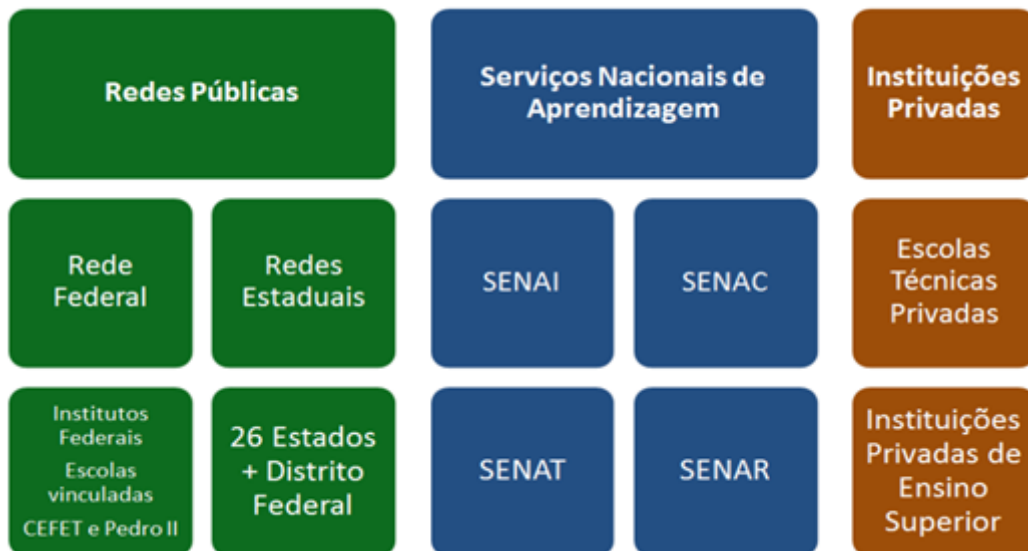 Redes Públicas
Serviços Nacionais de
Aprendizagem
Instituições
Privadas
Rede
Federal
Redes
Estaduais
SENAI
SENAC
Escolas
Técnicas
Privadas
Institutos
Federais
Escolas
vinculadas
CEFET e Pedro II
26 Estados
+ Distrito
Federal
SENAT
SENAR
Instituições
Privadas de
Ensino
Superior